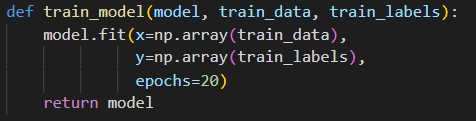 def train_model(model, train_data, train_labels):
    model.fit(x=np.array(train_data),
              y=np.array(train_labels),
              epochs=20)
    return model